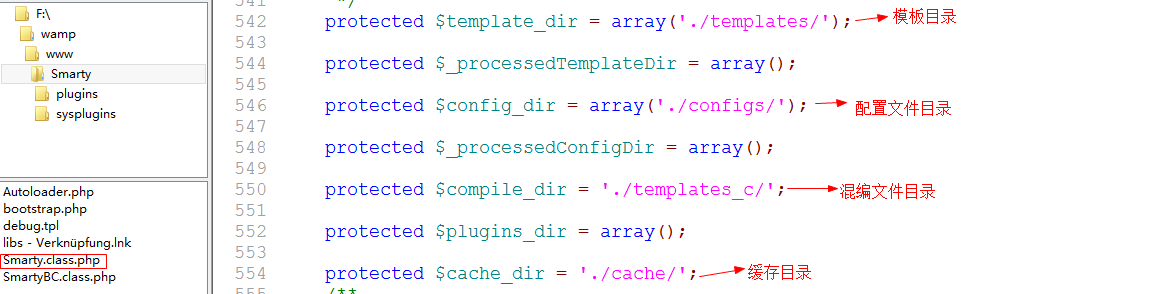 F:\
wamp
www
Smarty
plugins
sysplugins
Autoloader.php
bootstrap.php
debug.tpl
libs - Verknüpfung.lnk
Smarty.class.php
SmartyBC.class.php
541 */
542 protected $template_dir = array('./templates/'); 模板目录
543
544 protected $_processedTemplateDir = array();
545
546 protected $config_dir = array('./configs/'); 配置文件目录
547
548 protected $_processedConfigDir = array();
549
550 protected $compile_dir = './templates_c/'; 混编文件目录
551
552 protected $plugins_dir = array();
553
554 protected $cache_dir = './cache/'; 缓存目录
555 /**